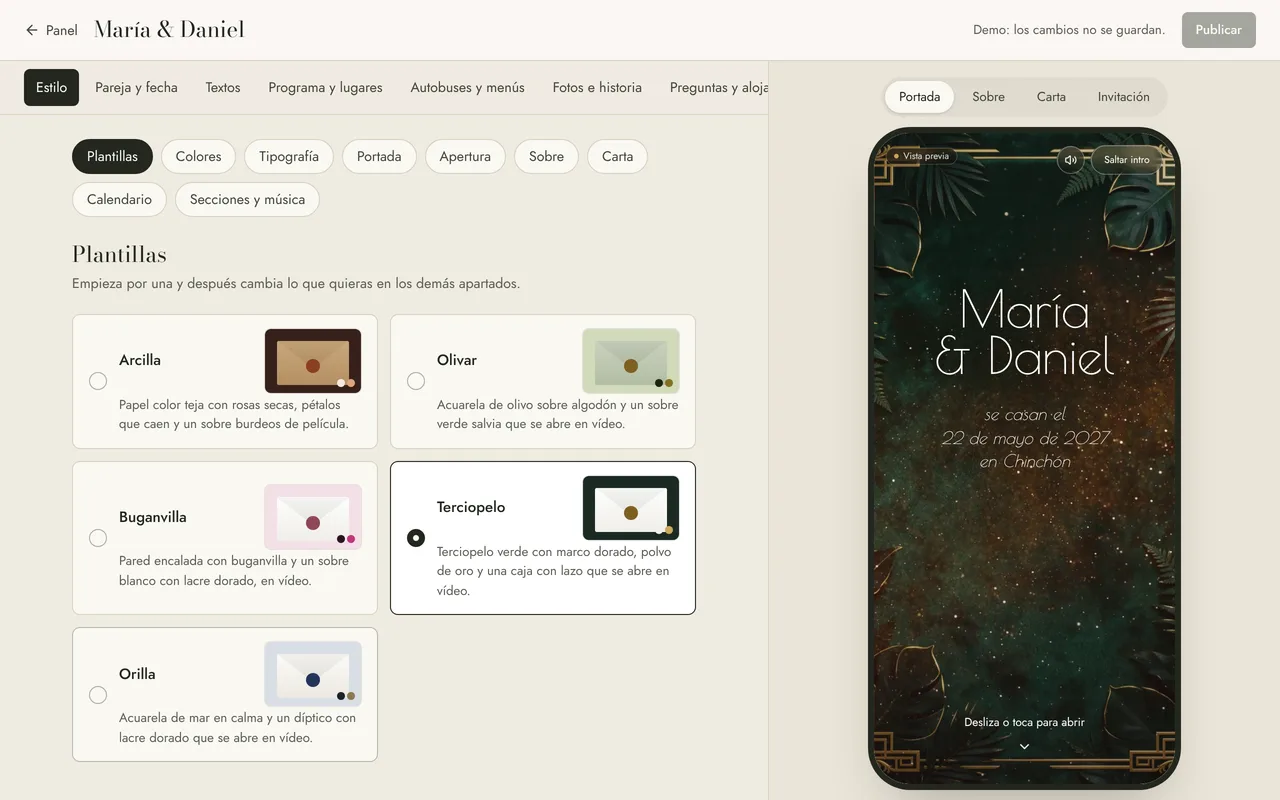 ← Panel
María & Daniel
Demo: los cambios no se guardan.
Publicar
Estilo
Pareja y fecha
Textos
Programa y lugares
Autobuses y menús
Fotos e historia
Preguntas y aloja
Plantillas
Colores
Tipografía
Portada
Apertura
Sobre
Carta
Calendario
Secciones y música
Plantillas
Empieza por una y después cambia lo que quieras en los demás apartados.
Arcilla
Papel color teja con rosas secas, pétalos
que caen y un sobre burdeos de película.
Olivar
Acuarela de olivo sobre algodón y un sobre
verde salvia que se abre en vídeo.
Buganvilla
Pared encalada con buganvilla y un sobre
blanco con lacre dorado, en vídeo.
Terciopelo
Terciopelo verde con marco dorado, polvo
de oro y una caja con lazo que se abre en
vídeo.
Orilla
Acuarela de mar en calma y un díptico con
lacre dorado que se abre en vídeo.
Portada
Sobre
Carta
Invitación
Vista previa
Saltar intro
María
& Daniel
se casan el
22 de mayo de 2027
en Chinchón
Desliza o toca para abrir